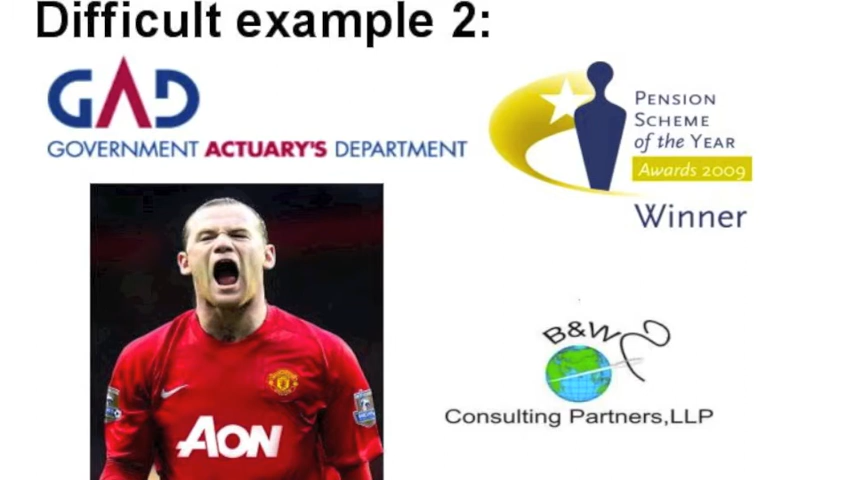 Difficult example 2:
GAD
GOVERNMENT ACTUARY'S DEPARTMENT
PENSION
SCHEME
of the YEAR
Awards 2009
Winner
AON
B&W
Consulting Partners,LLP